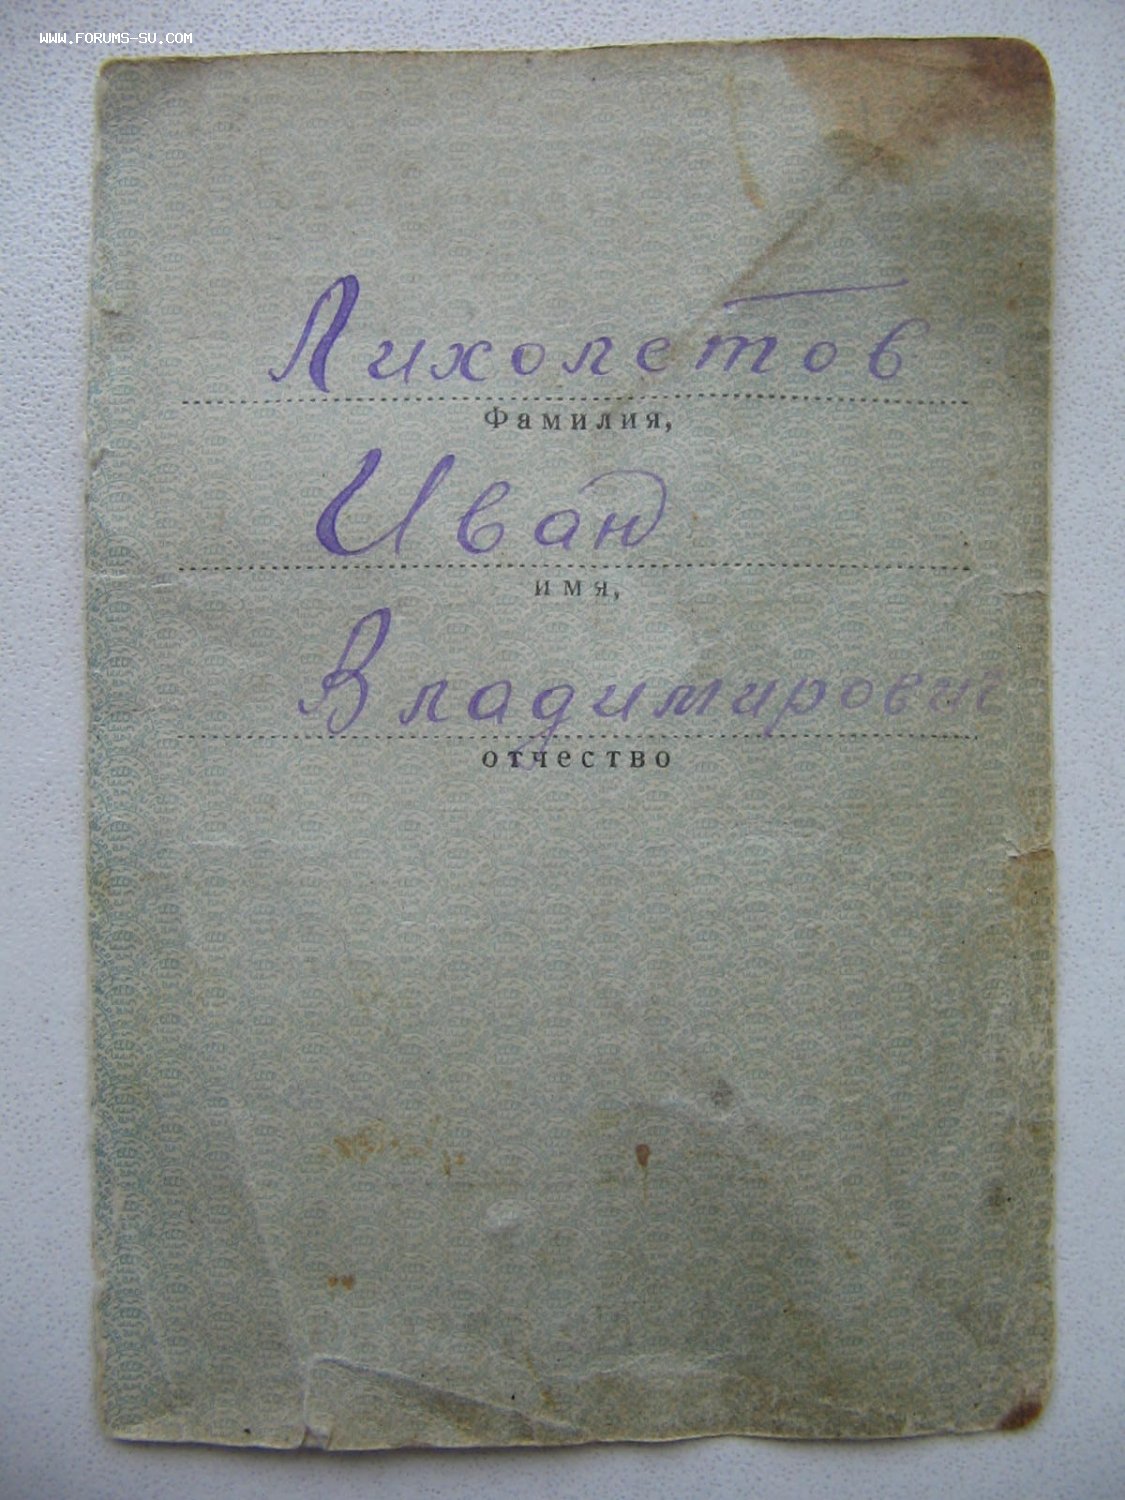 WWW.FORUMS-SU.COM
Лихолетов
Фамилия,
Иван
имя,
Владимирович
отчество